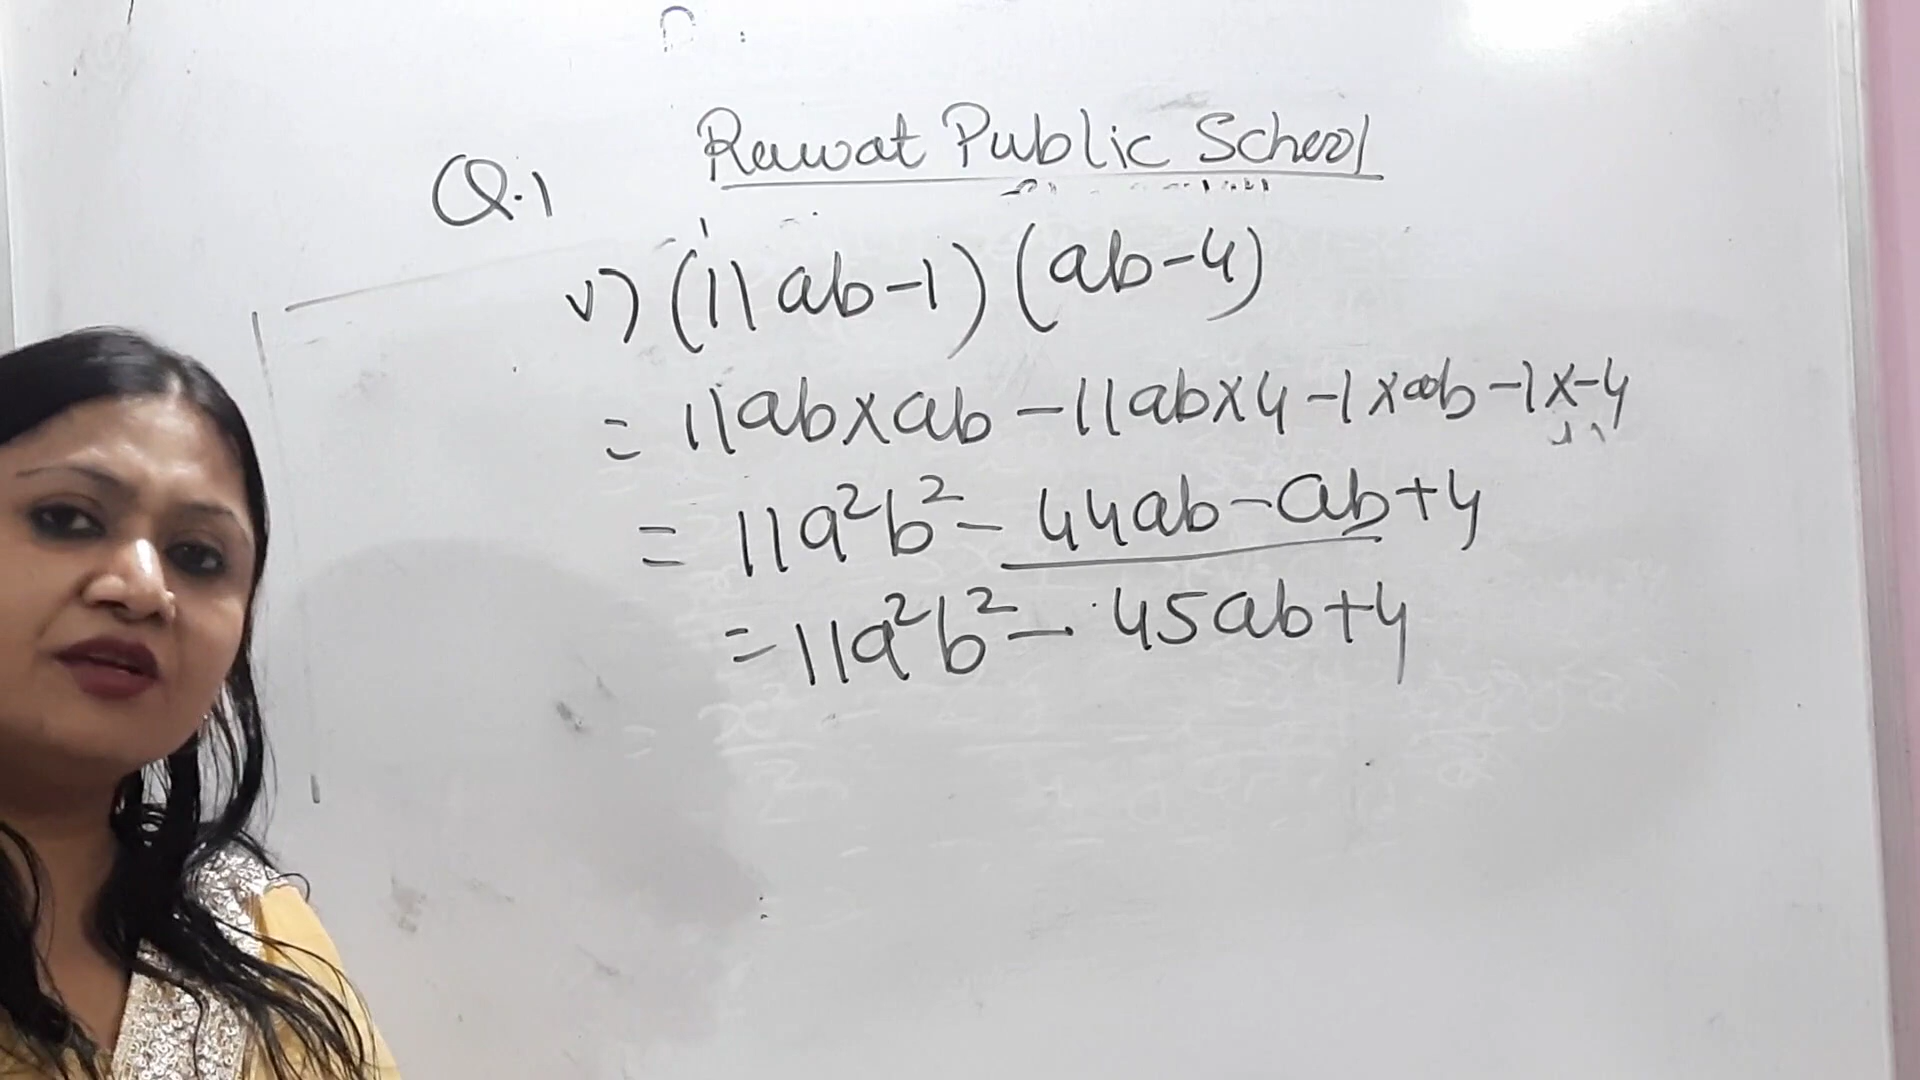 Rawat Public School
Q.1
v) (11ab-1) (ab-4)
= 11ab×ab - 11ab×4 - 1×ab - 1×-4
= 11a²b² - 44ab - ab + 4
= 11a²b² - 45ab + 4